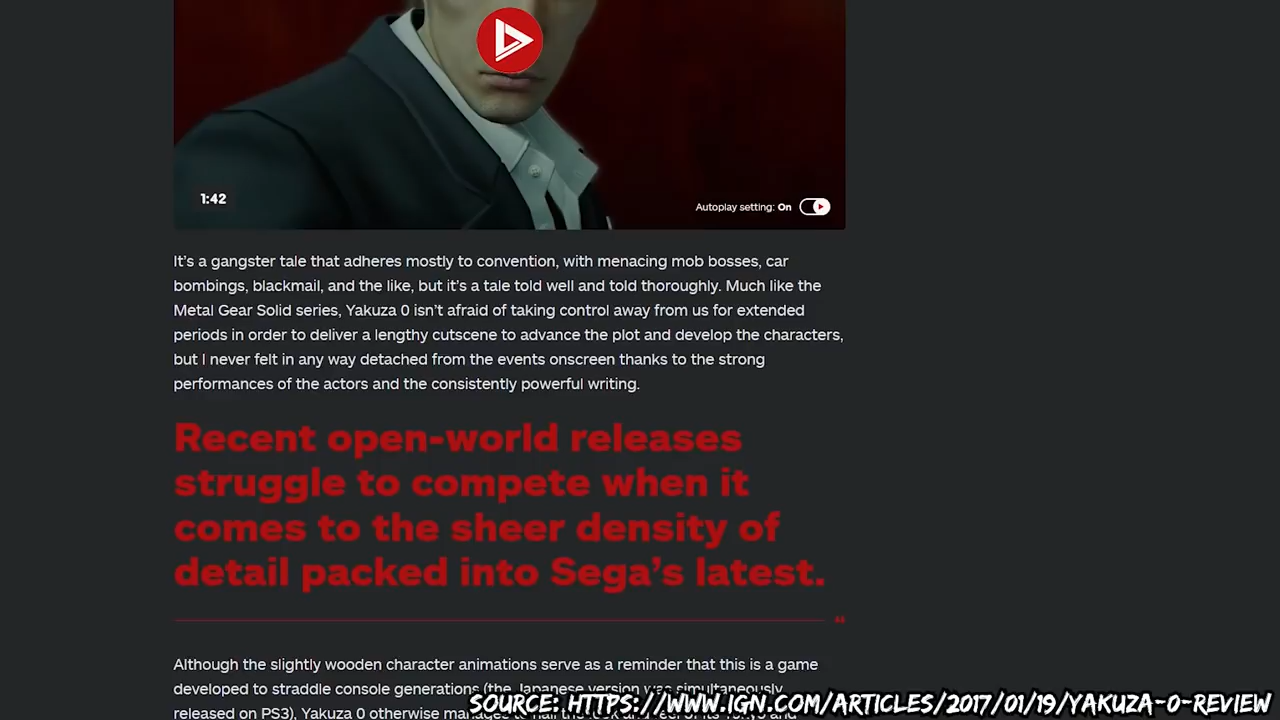 1:42
Autoplay setting: On
It's a gangster tale that adheres mostly to convention, with menacing mob bosses, car
bombings, blackmail, and the like, but it's a tale told well and told thoroughly. Much like the
Metal Gear Solid series, Yakuza 0 isn't afraid of taking control away from us for extended
periods in order to deliver a lengthy cutscene to advance the plot and develop the characters,
but I never felt in any way detached from the events onscreen thanks to the strong
performances of the actors and the consistently powerful writing.
Recent open-world releases
struggle to compete when it
comes to the sheer density of
detail packed into Sega's latest.
“
Although the slightly wooden character animations serve as a reminder that this is a game
developed to straddle console generations (the Japanese version was simultaneously
released on PS3), Yakuza 0 otherwise
SOURCE: HTTPS://WWW.IGN.COM/ARTICLES/2017/01/19/YAKUZA-0-REVIEW